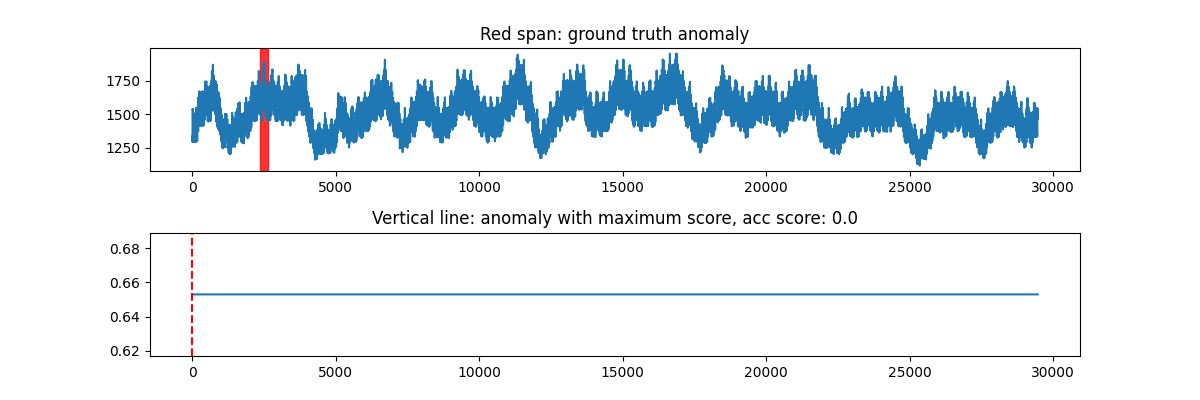 Red span: ground truth anomaly
1750
1500
1250
0 5000 10000 15000 20000 25000 30000
Vertical line: anomaly with maximum score, acc score: 0.0
0.68
0.66
0.64
0.62
0 5000 10000 15000 20000 25000 30000